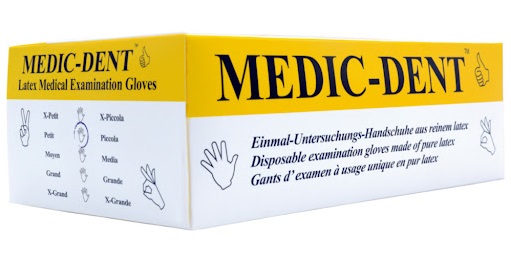 MEDIC-DENT
Latex Medical Examination Gloves
X-Petit X-Piccola
Petit Piccola
Moyen Media
Grand Grande
X-Grand X-Grande
MEDIC-DENT TM
Einmal-Untersuchungs-Handschuhe aus reinem latex
Disposable examination gloves made of pure latex
Gants d' examen à usage unique en pur latex